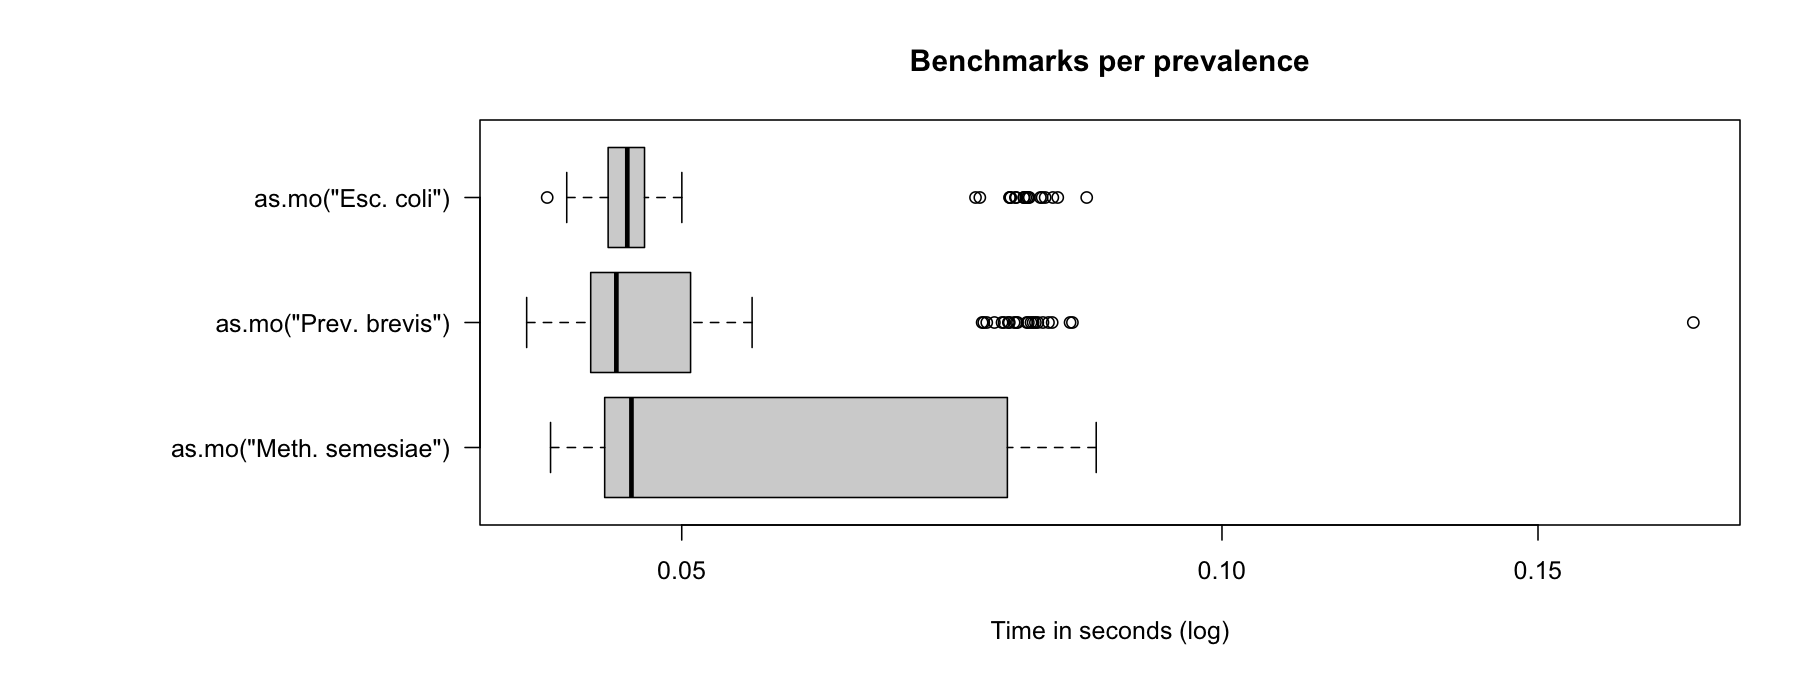 Benchmarks per prevalence
as.mo("Esc. coli")
as.mo("Prev. brevis")
as.mo("Meth. semesiae")
0.05 0.10 0.15
Time in seconds (log)